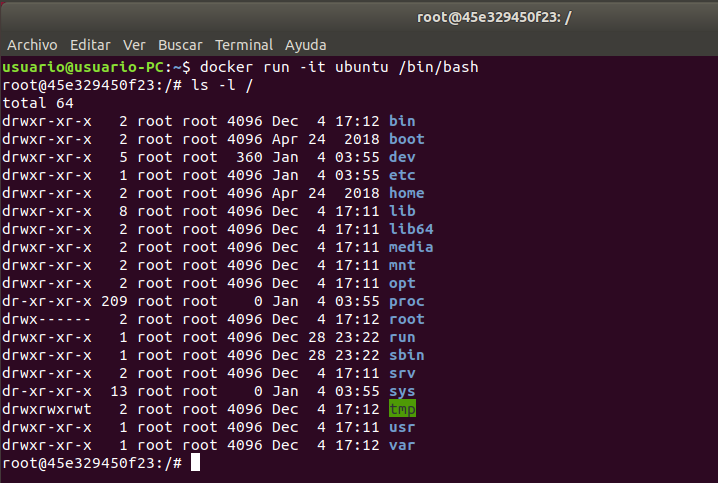 root@45e329450f23: /
Archivo Editar Ver Buscar Terminal Ayuda
usuario@usuario-PC:~$ docker run -it ubuntu /bin/bash
root@45e329450f23:/# ls -l /
total 64
drwxr-xr-x   2 root root 4096 Dec  4 17:12 bin
drwxr-xr-x   2 root root 4096 Apr 24  2018 boot
drwxr-xr-x   5 root root  360 Jan  4 03:55 dev
drwxr-xr-x   1 root root 4096 Jan  4 03:55 etc
drwxr-xr-x   2 root root 4096 Apr 24  2018 home
drwxr-xr-x   8 root root 4096 Dec  4 17:11 lib
drwxr-xr-x   2 root root 4096 Dec  4 17:11 lib64
drwxr-xr-x   2 root root 4096 Dec  4 17:11 media
drwxr-xr-x   2 root root 4096 Dec  4 17:11 mnt
drwxr-xr-x   2 root root 4096 Dec  4 17:11 opt
dr-xr-xr-x 209 root root    0 Jan  4 03:55 proc
drwx------   2 root root 4096 Dec  4 17:12 root
drwxr-xr-x   1 root root 4096 Dec 28 23:22 run
drwxr-xr-x   1 root root 4096 Dec 28 23:22 sbin
drwxr-xr-x   2 root root 4096 Dec  4 17:11 srv
dr-xr-xr-x  13 root root    0 Jan  4 03:55 sys
drwxrwxrwt   2 root root 4096 Dec  4 17:12 tmp
drwxr-xr-x   1 root root 4096 Dec  4 17:11 usr
drwxr-xr-x   1 root root 4096 Dec  4 17:12 var
root@45e329450f23:/#